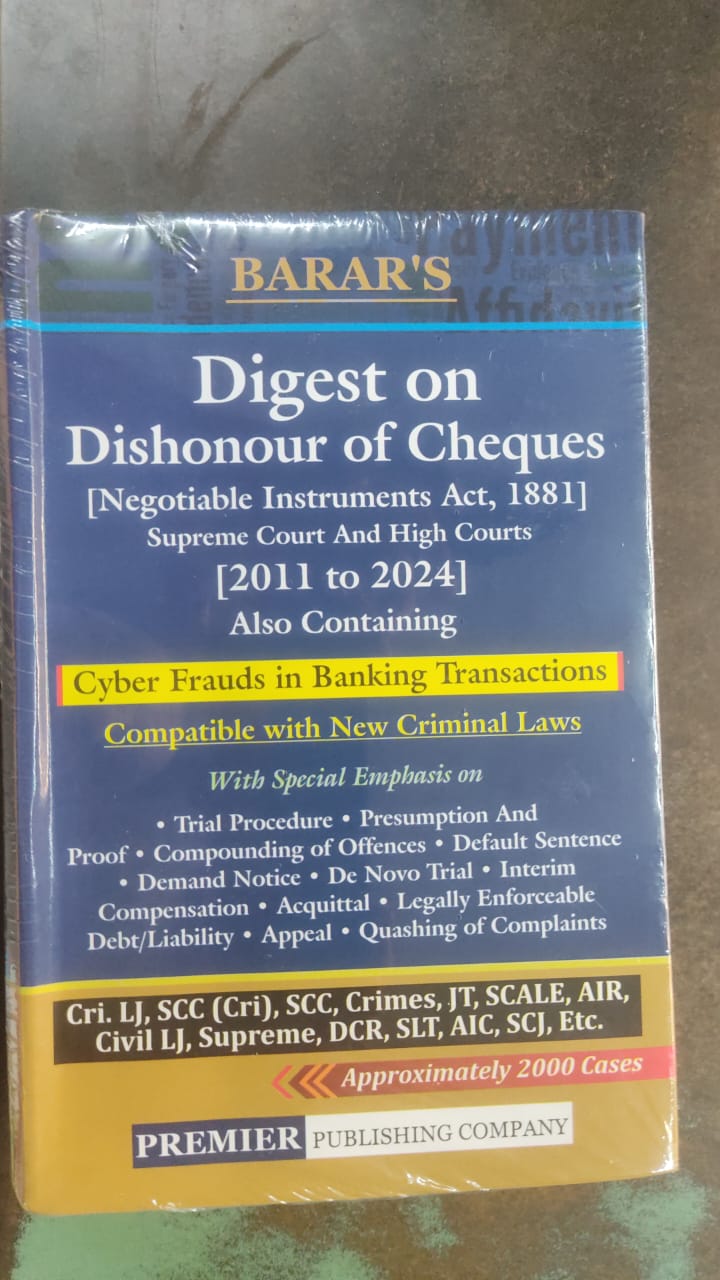 Payment
Affidavi
BARAR'S
Digest on
Dishonour of Cheques
[Negotiable Instruments Act, 1881]
Supreme Court And High Courts
[2011 to 2024]
Also Containing
Cyber Frauds in Banking Transactions
Compatible with New Criminal Laws
With Special Emphasis on
• Trial Procedure • Presumption And
Proof • Compounding of Offences • Default Sentence
• Demand Notice • De Novo Trial • Interim
Compensation • Acquittal • Legally Enforceable
Debt/Liability • Appeal • Quashing of Complaints
Cri. LJ, SCC (Cri), SCC, Crimes, JT, SCALE, AIR,
Civil LJ, Supreme, DCR, SLT, AIC, SCJ, Etc.
Approximately 2000 Cases
PREMIER PUBLISHING COMPANY